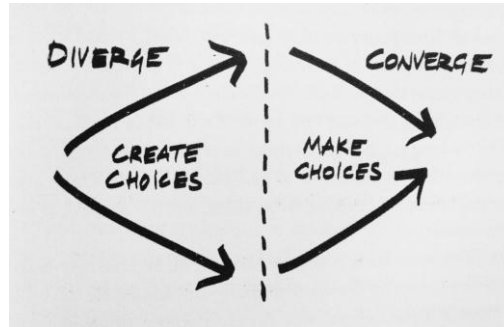 DIVERGE
CONVERGE
CREATE
CHOICES
MAKE
CHOICES